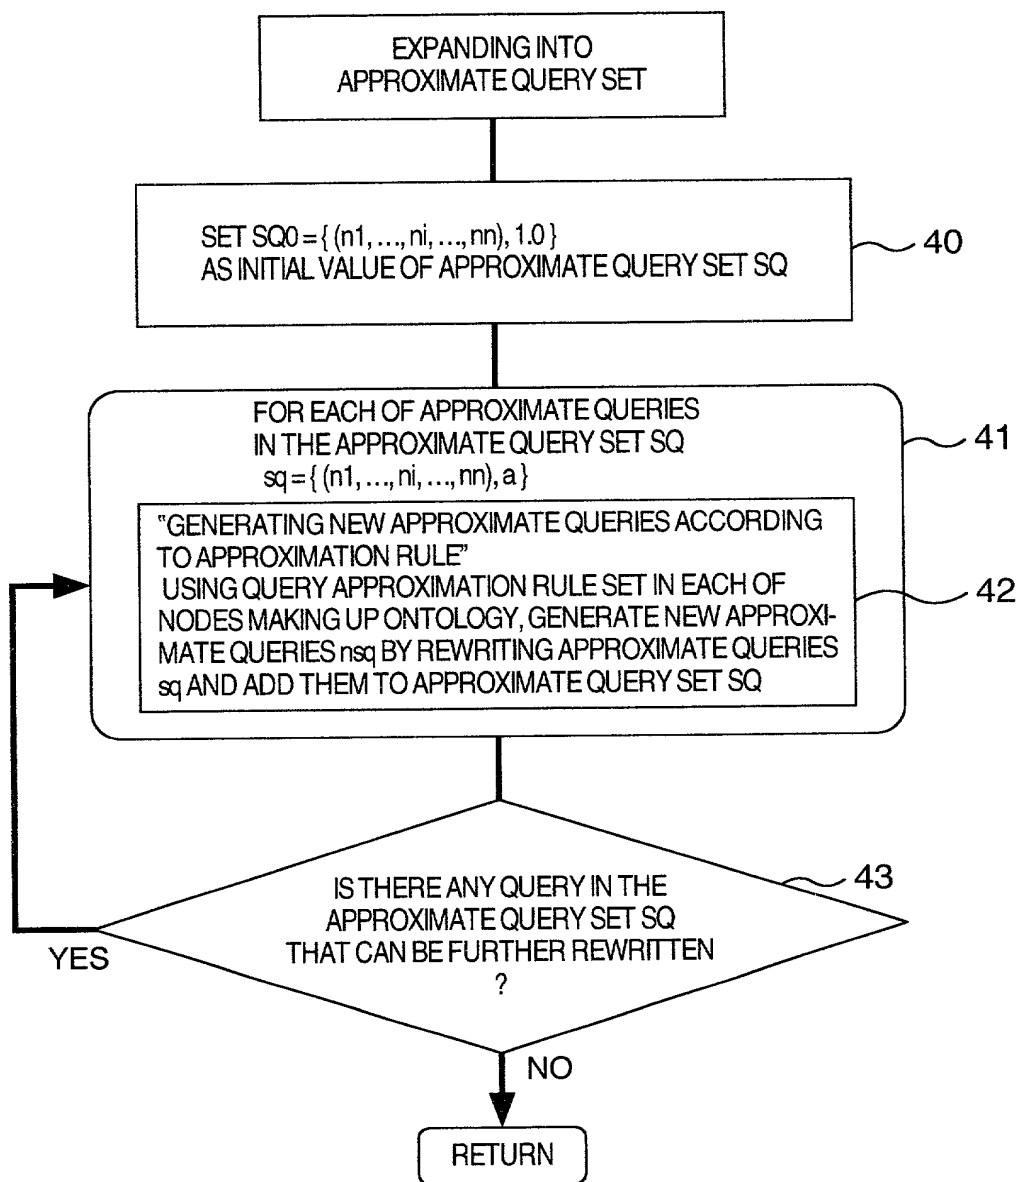 EXPANDING INTO
APPROXIMATE QUERY SET
SET SQ0 = { (n1, ..., ni, ..., nn), 1.0 }
AS INITIAL VALUE OF APPROXIMATE QUERY SET SQ
40
FOR EACH OF APPROXIMATE QUERIES
IN THE APPROXIMATE QUERY SET SQ
sq = { (n1, ..., ni, ..., nn), a }
41
"GENERATING NEW APPROXIMATE QUERIES ACCORDING
TO APPROXIMATION RULE"
USING QUERY APPROXIMATION RULE SET IN EACH OF
NODES MAKING UP ONTOLOGY, GENERATE NEW APPROXI-
MATE QUERIES nsq BY REWRITING APPROXIMATE QUERIES
sq AND ADD THEM TO APPROXIMATE QUERY SET SQ
42
43
IS THERE ANY QUERY IN THE
APPROXIMATE QUERY SET SQ
THAT CAN BE FURTHER REWRITTEN
?
YES
NO
RETURN